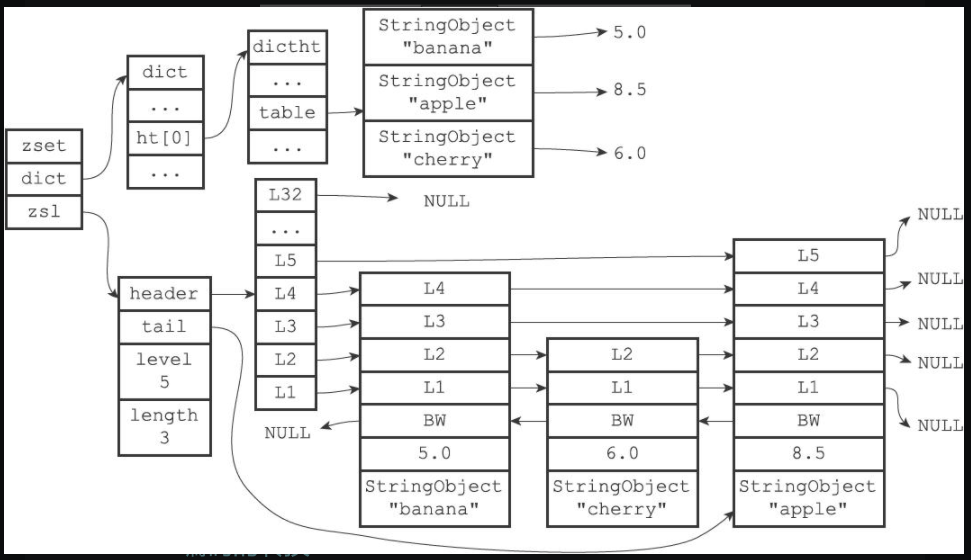 zset
dict
zsl
dict
...
ht[0]
...
dictht
...
table
...
StringObject
"banana"
StringObject
"apple"
StringObject
"cherry"
5.0
8.5
6.0
header
tail
level
5
length
3
L32
...
L5
L4
L3
L2
L1
NULL
NULL
L4
L3
L2
L1
BW
5.0
StringObject
"banana"
L2
L1
BW
6.0
StringObject
"cherry"
L5
L4
L3
L2
L1
BW
8.5
StringObject
"apple"
NULL
NULL
NULL
NULL
NULL